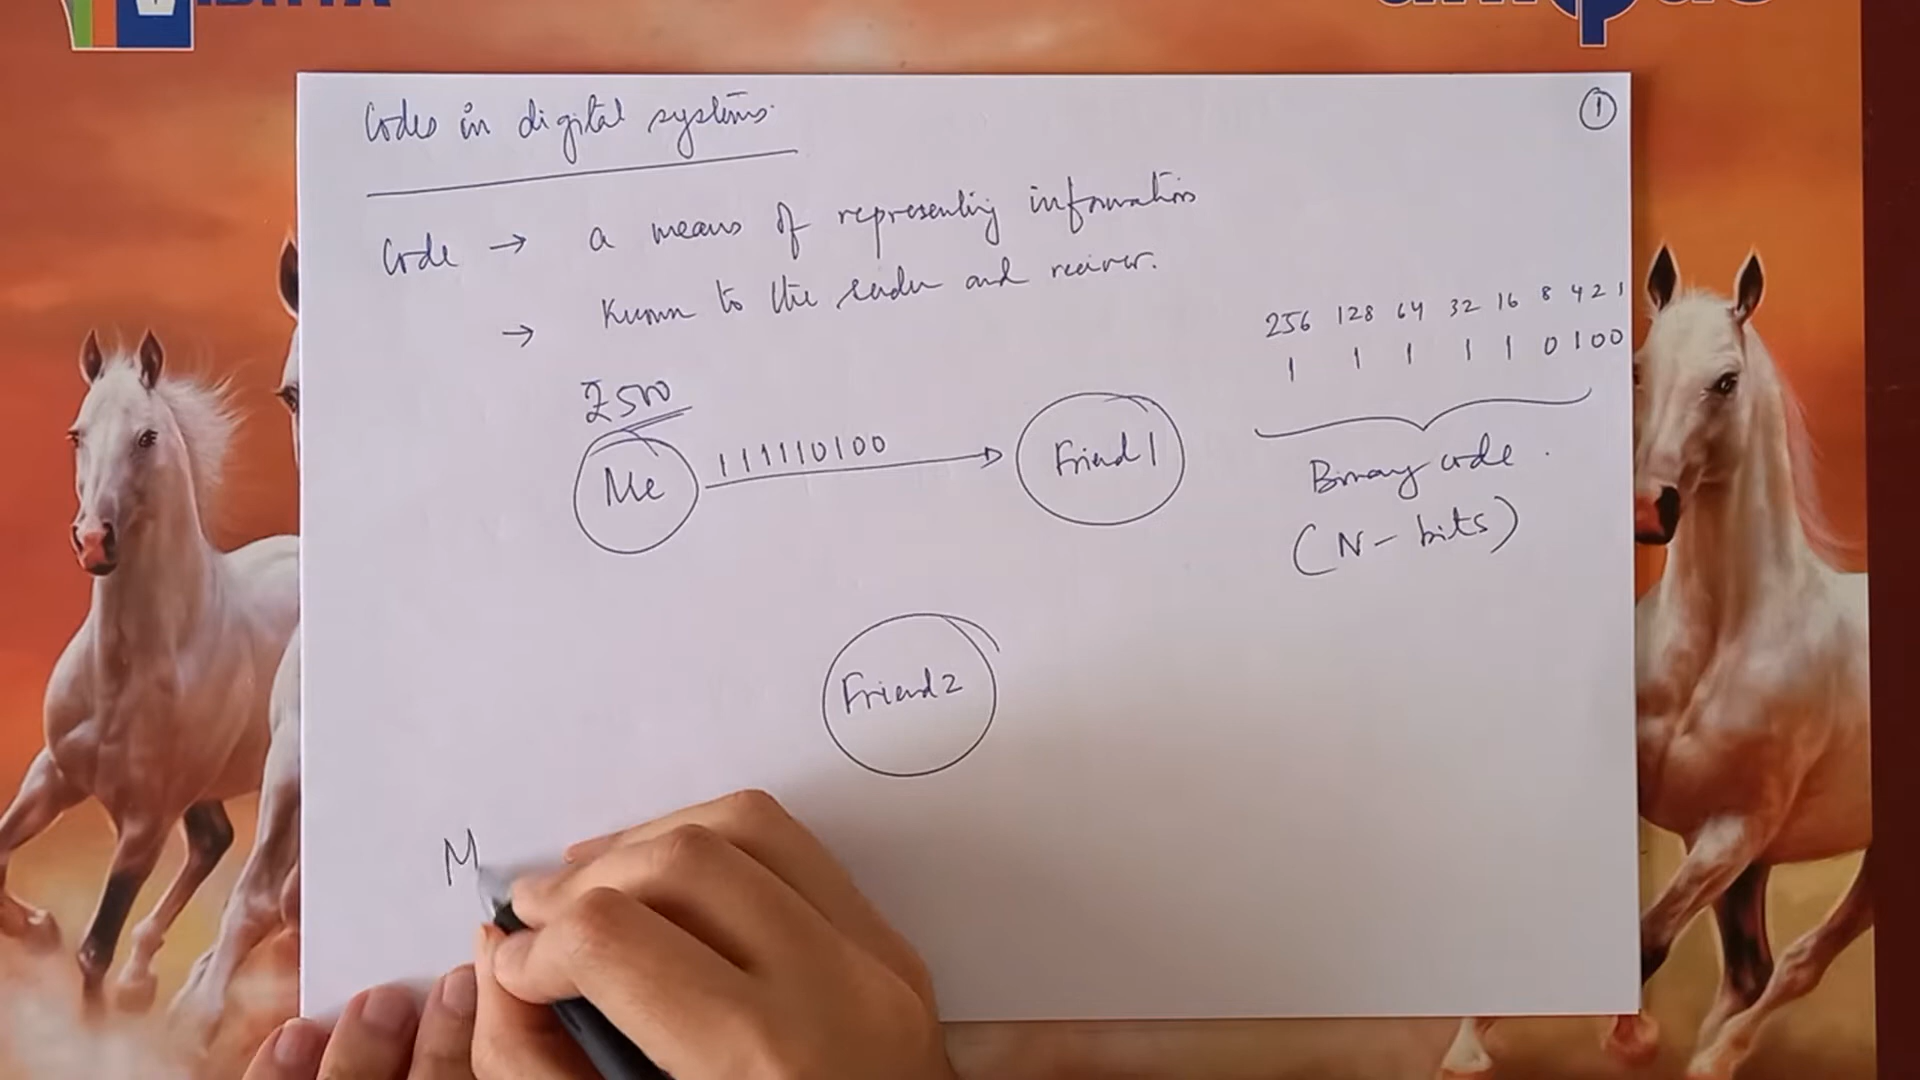 Codes in digital systems.
1
Code → a means of representing information
→ Known to the sender and reciver.
256 128 64 32 16 8 4 2 1
1 1 1 1 1 0 1 0 0
₹500
Me 111110100 → Friend 1
Binary code.
(N - bits)
Friend 2
M